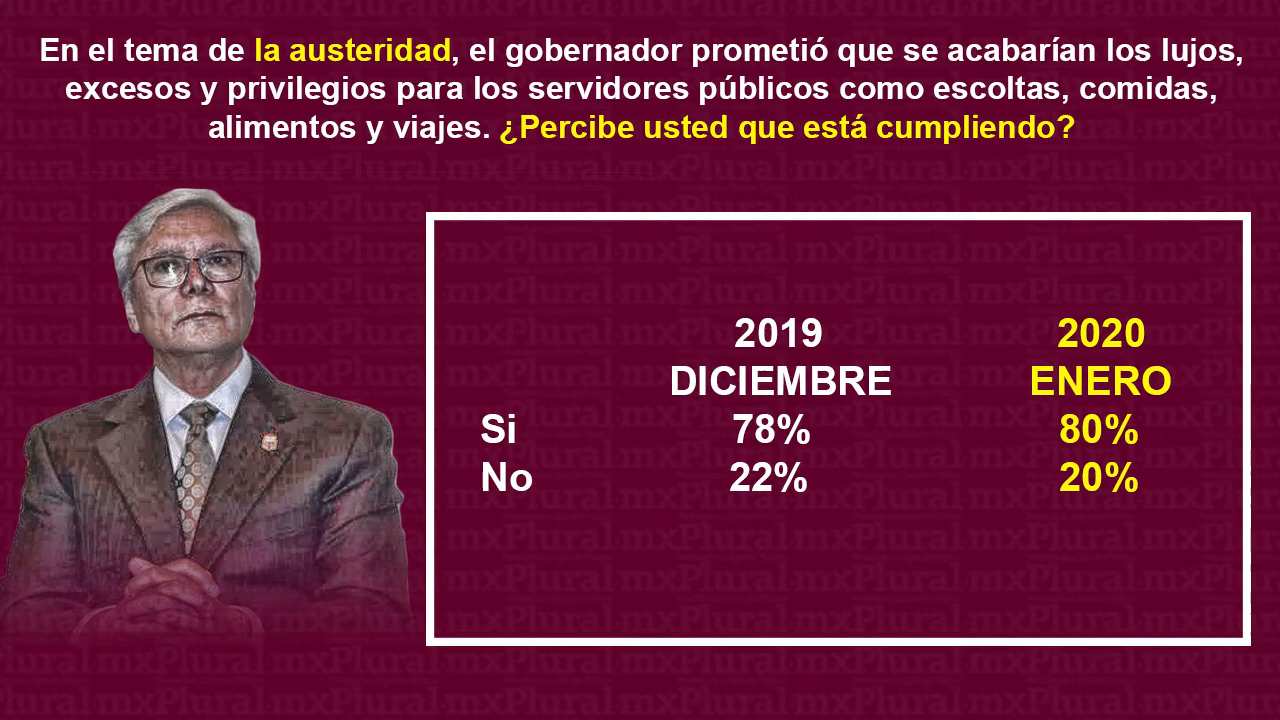 En el tema de la austeridad, el gobernador prometió que se acabarían los lujos,
excesos y privilegios para los servidores públicos como escoltas, comidas,
alimentos y viajes. ¿Percibe usted que está cumpliendo?
2019 2020
DICIEMBRE ENERO
Si 78% 80%
No 22% 20%